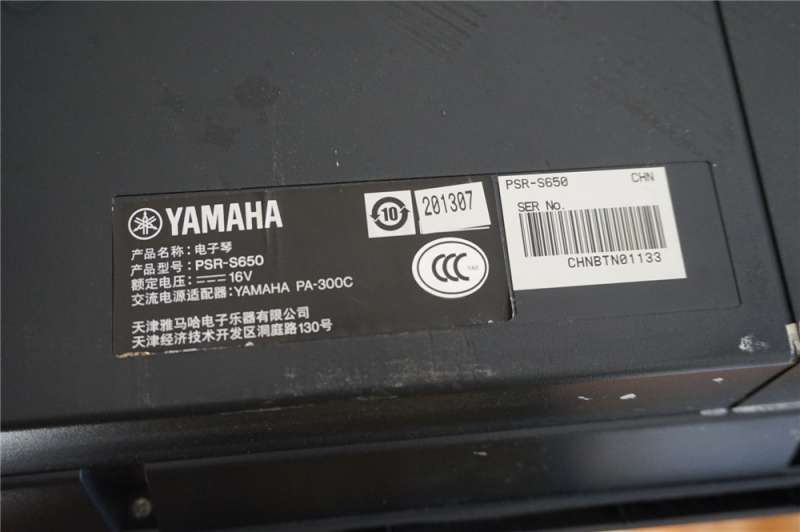 YAMAHA
10
201307
产品名称：电子琴
产品型号：PSR-S650
额定电压：⎓16V
交流电源适配器：YAMAHA PA-300C
天津雅马哈电子乐器有限公司
天津经济技术开发区洞庭路130号
CCC
PSR-S650 CHN
SER No.
CHNBTN01133